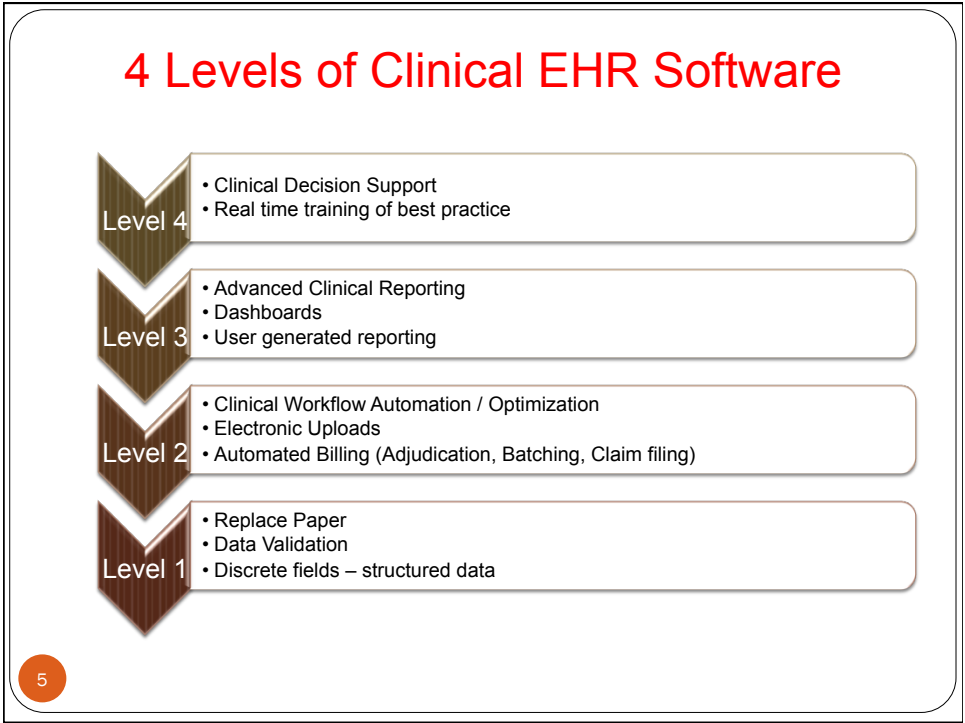 4 Levels of Clinical EHR Software
Level 4
• Clinical Decision Support
• Real time training of best practice
Level 3
• Advanced Clinical Reporting
• Dashboards
• User generated reporting
Level 2
• Clinical Workflow Automation / Optimization
• Electronic Uploads
• Automated Billing (Adjudication, Batching, Claim filing)
Level 1
• Replace Paper
• Data Validation
• Discrete fields – structured data
5